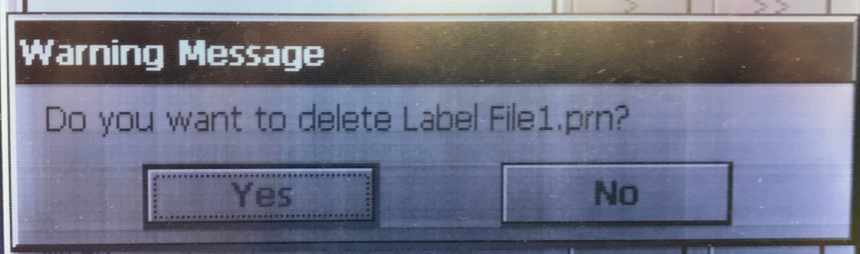 > >>
Warning Message
Do you want to delete Label File1.prn?
Yes No